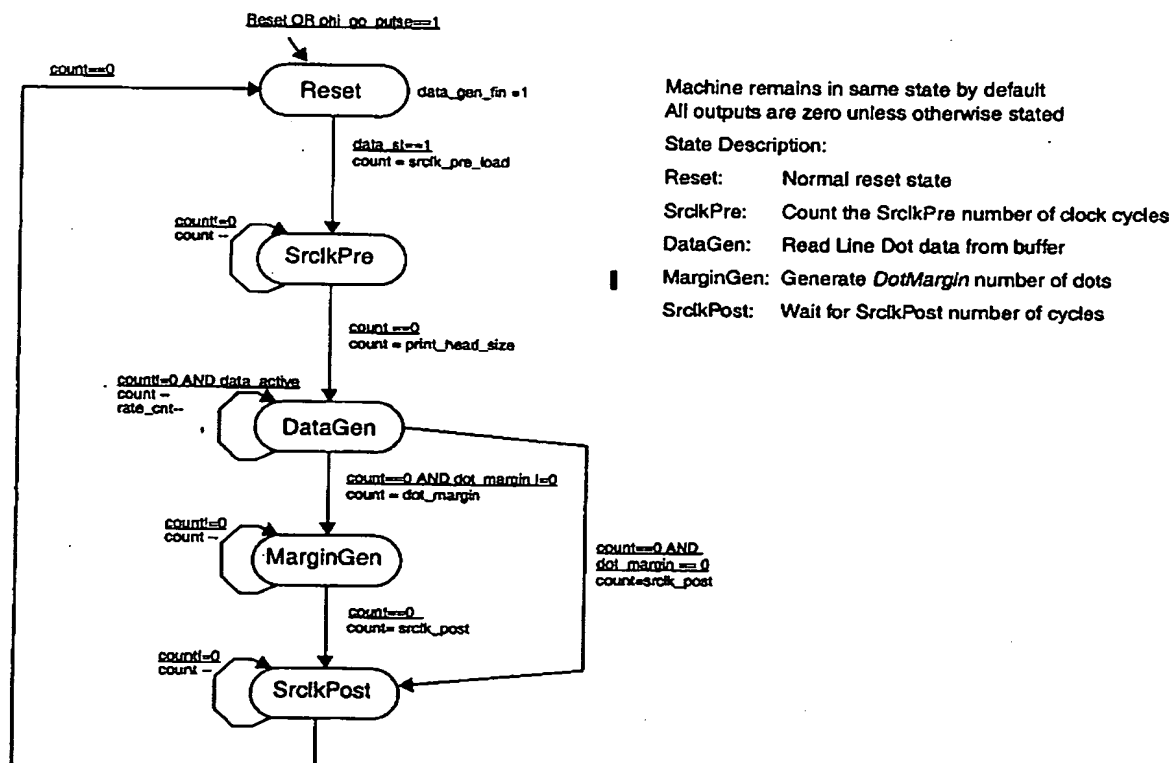 Reset OR phi_go_pulse==1
count==0
Reset
data_gen_fin =1
data_st==1
count = srclk_pre_load
count!=0
count --
SrclkPre
count ==0
count = print_head_size
count!=0 AND data_active
count --
rate_cnt--
DataGen
count==0 AND dot_margin !=0
count = dot_margin
count!=0
count --
MarginGen
count==0 AND
dot_margin == 0
count=srclk_post
count==0
count= srclk_post
count!=0
count --
SrclkPost
Machine remains in same state by default
All outputs are zero unless otherwise stated
State Description:
Reset: Normal reset state
SrclkPre: Count the SrclkPre number of clock cycles
DataGen: Read Line Dot data from buffer
MarginGen: Generate DotMargin number of dots
SrclkPost: Wait for SrclkPost number of cycles